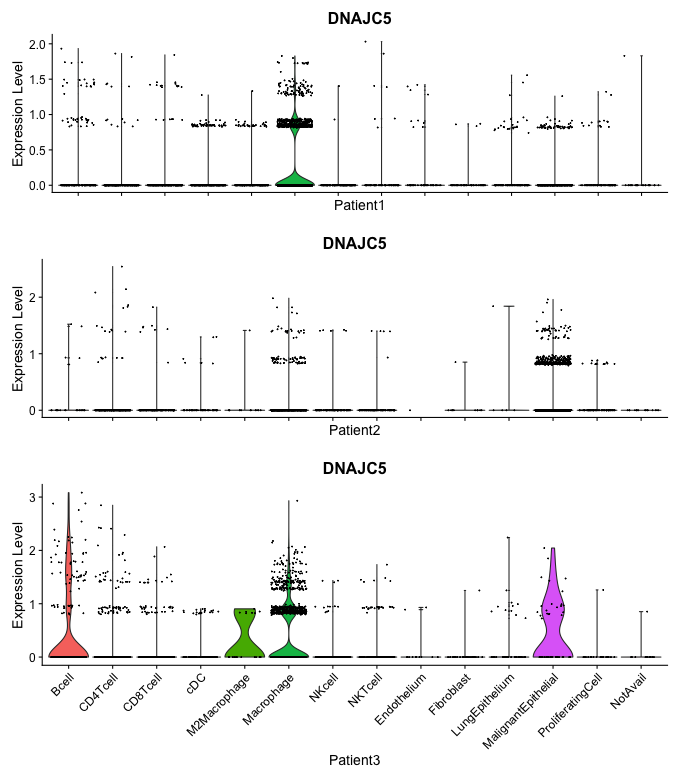 DNAJC5
Expression Level
2.0
1.5
1.0
0.5
0.0
Patient1
DNAJC5
Expression Level
2
1
0
Patient2
DNAJC5
Expression Level
3
2
1
0
Bcell
CD4Tcell
CD8Tcell
cDC
M2Macrophage
Macrophage
NKcell
NKTcell
Endothelium
Fibroblast
LungEpithelium
MalignantEpithelial
ProliferatingCell
NotAvail
Patient3